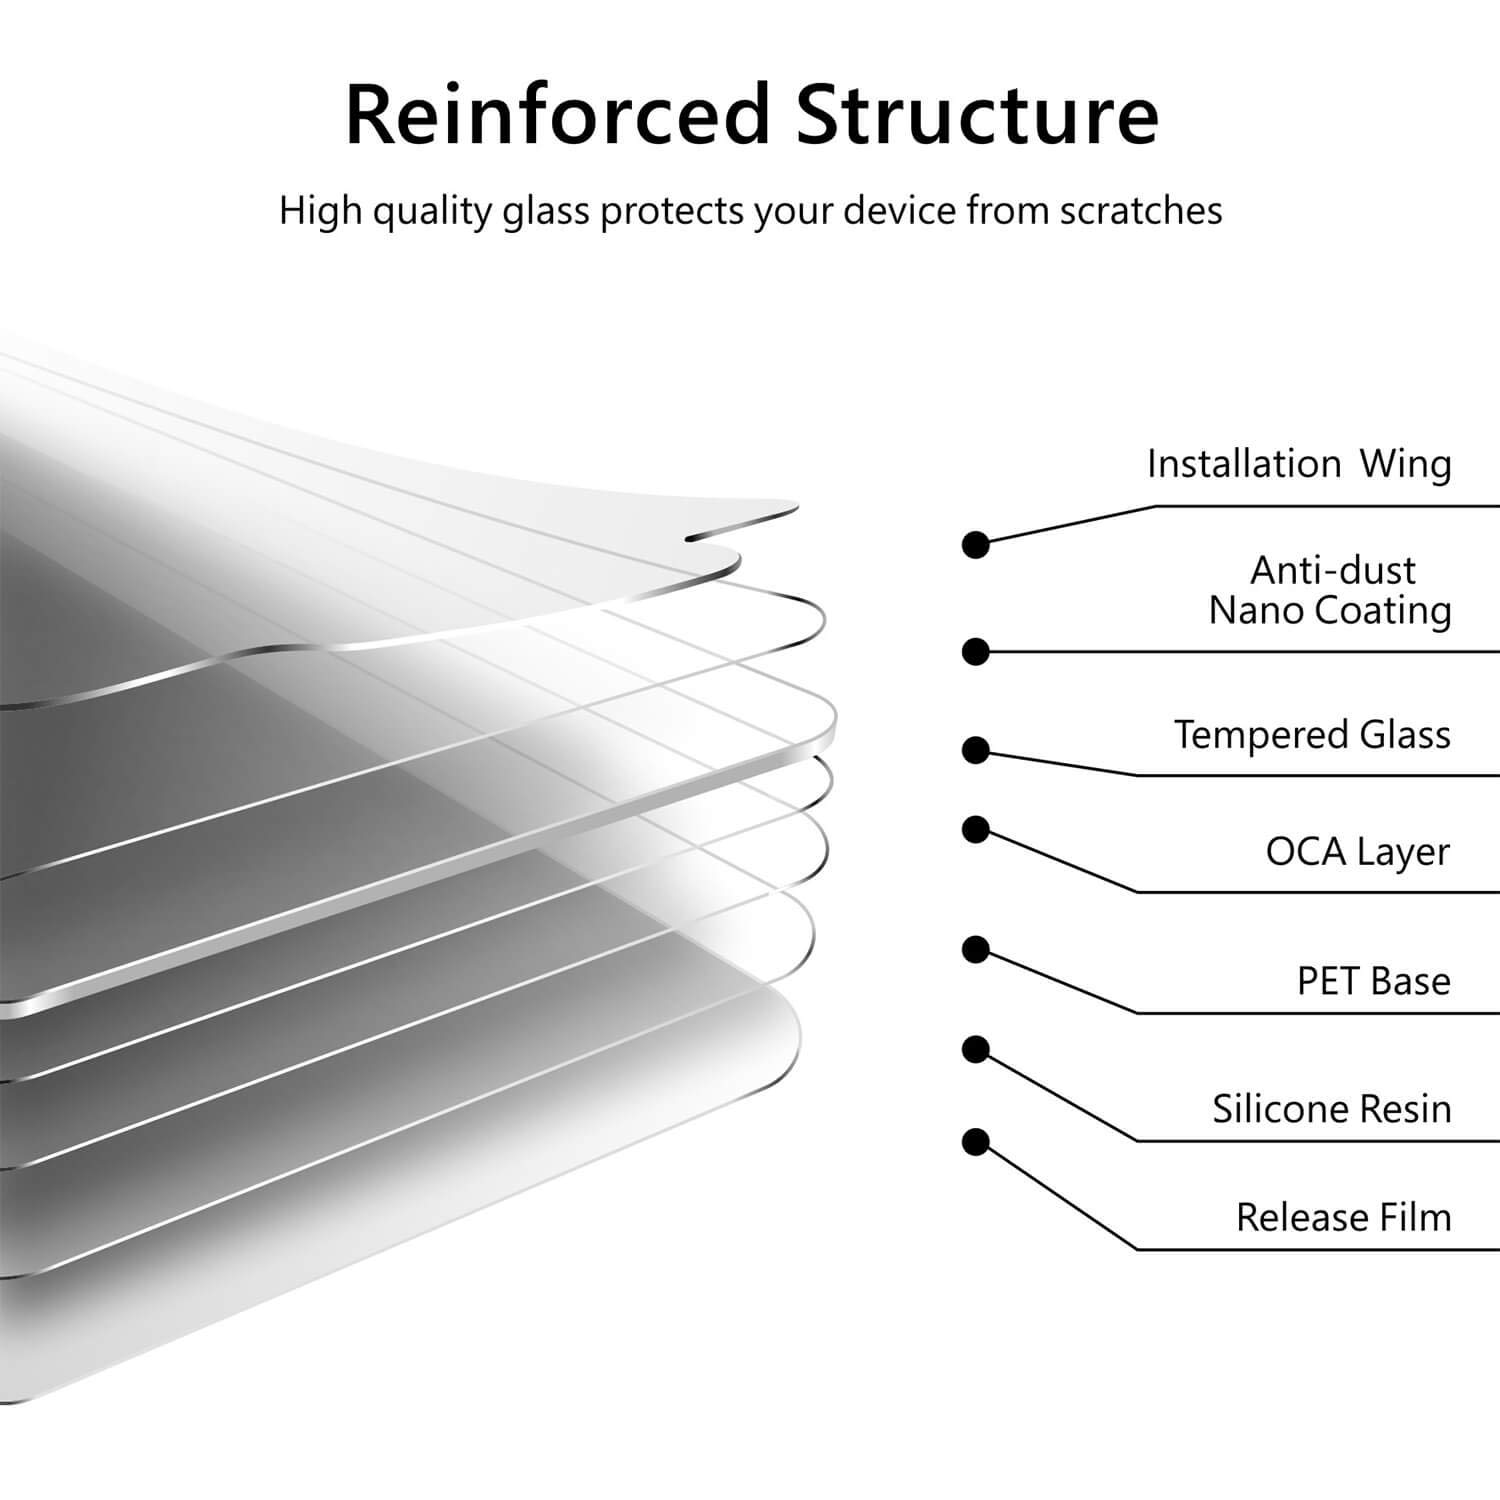 Reinforced Structure
High quality glass protects your device from scratches
Installation Wing
Anti-dust
Nano Coating
Tempered Glass
OCA Layer
PET Base
Silicone Resin
Release Film